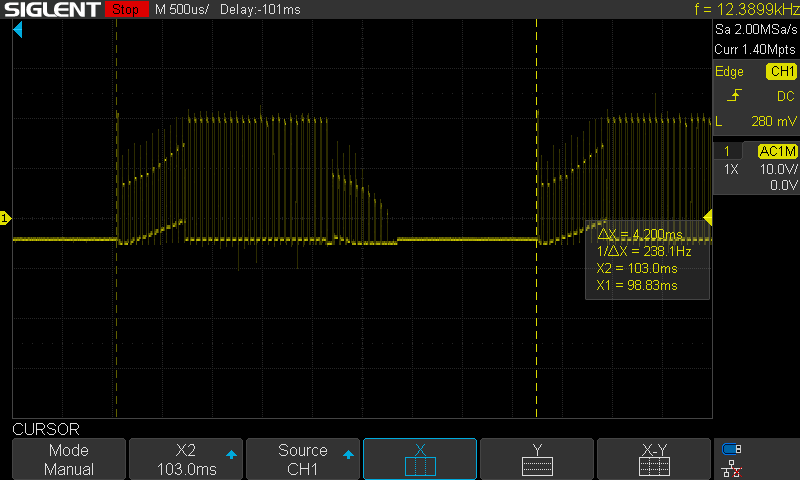 SIGLENT Stop M 500us/ Delay:-101ms f = 12.3899kHz
Sa 2.00MSa/s
Curr 1.40Mpts
Edge CH1
DC
L 280 mV
1 AC1M
1X 10.0V/
0.0V
1
ΔX = 4.200ms
1/ΔX = 238.1Hz
X2 = 103.0ms
X1 = 98.83ms
CURSOR
Mode
Manual
X2
103.0ms
Source
CH1
X
Y
X-Y